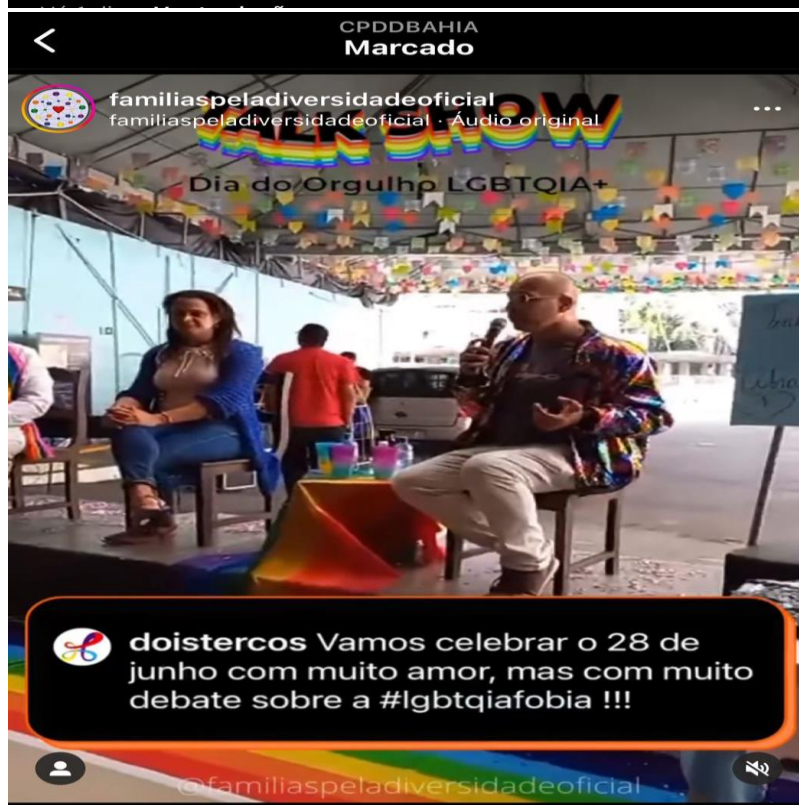 CPDDBAHIA
Marcado
familiaspeladiversidadeoficial
familiaspeladiversidadeoficial · Áudio original
TALK SHOW
Dia do Orgulho LGBTQIA+
doistercos Vamos celebrar o 28 de
junho com muito amor, mas com muito
debate sobre a #lgbtqiafobia !!!
@familiaspeladiversidadeoficial